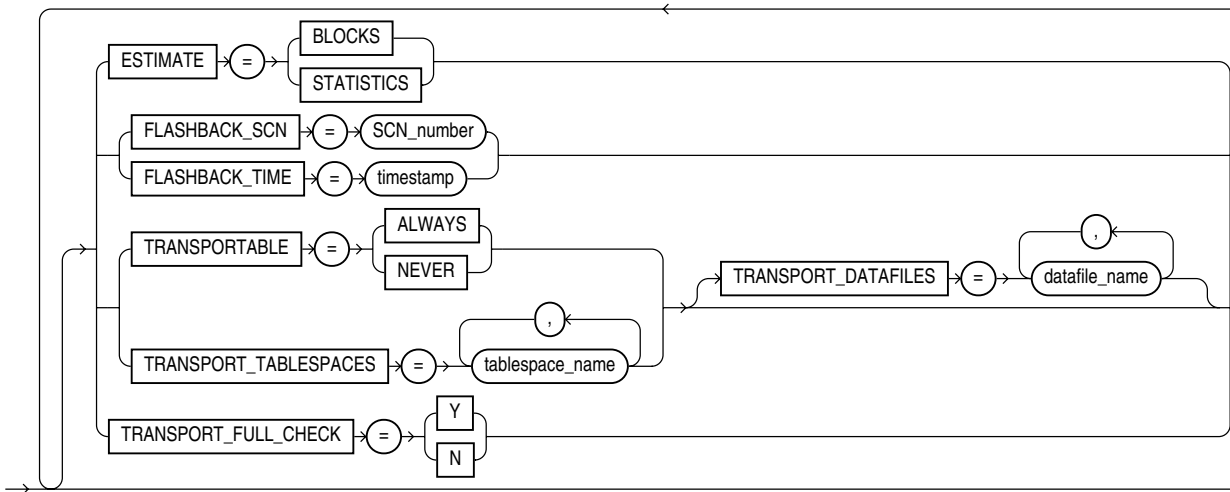 BLOCKS
ESTIMATE =
STATISTICS
FLASHBACK_SCN = SCN_number
FLASHBACK_TIME = timestamp
ALWAYS
TRANSPORTABLE =
NEVER
,
TRANSPORT_DATAFILES = datafile_name
,
TRANSPORT_TABLESPACES = tablespace_name
Y
TRANSPORT_FULL_CHECK =
N